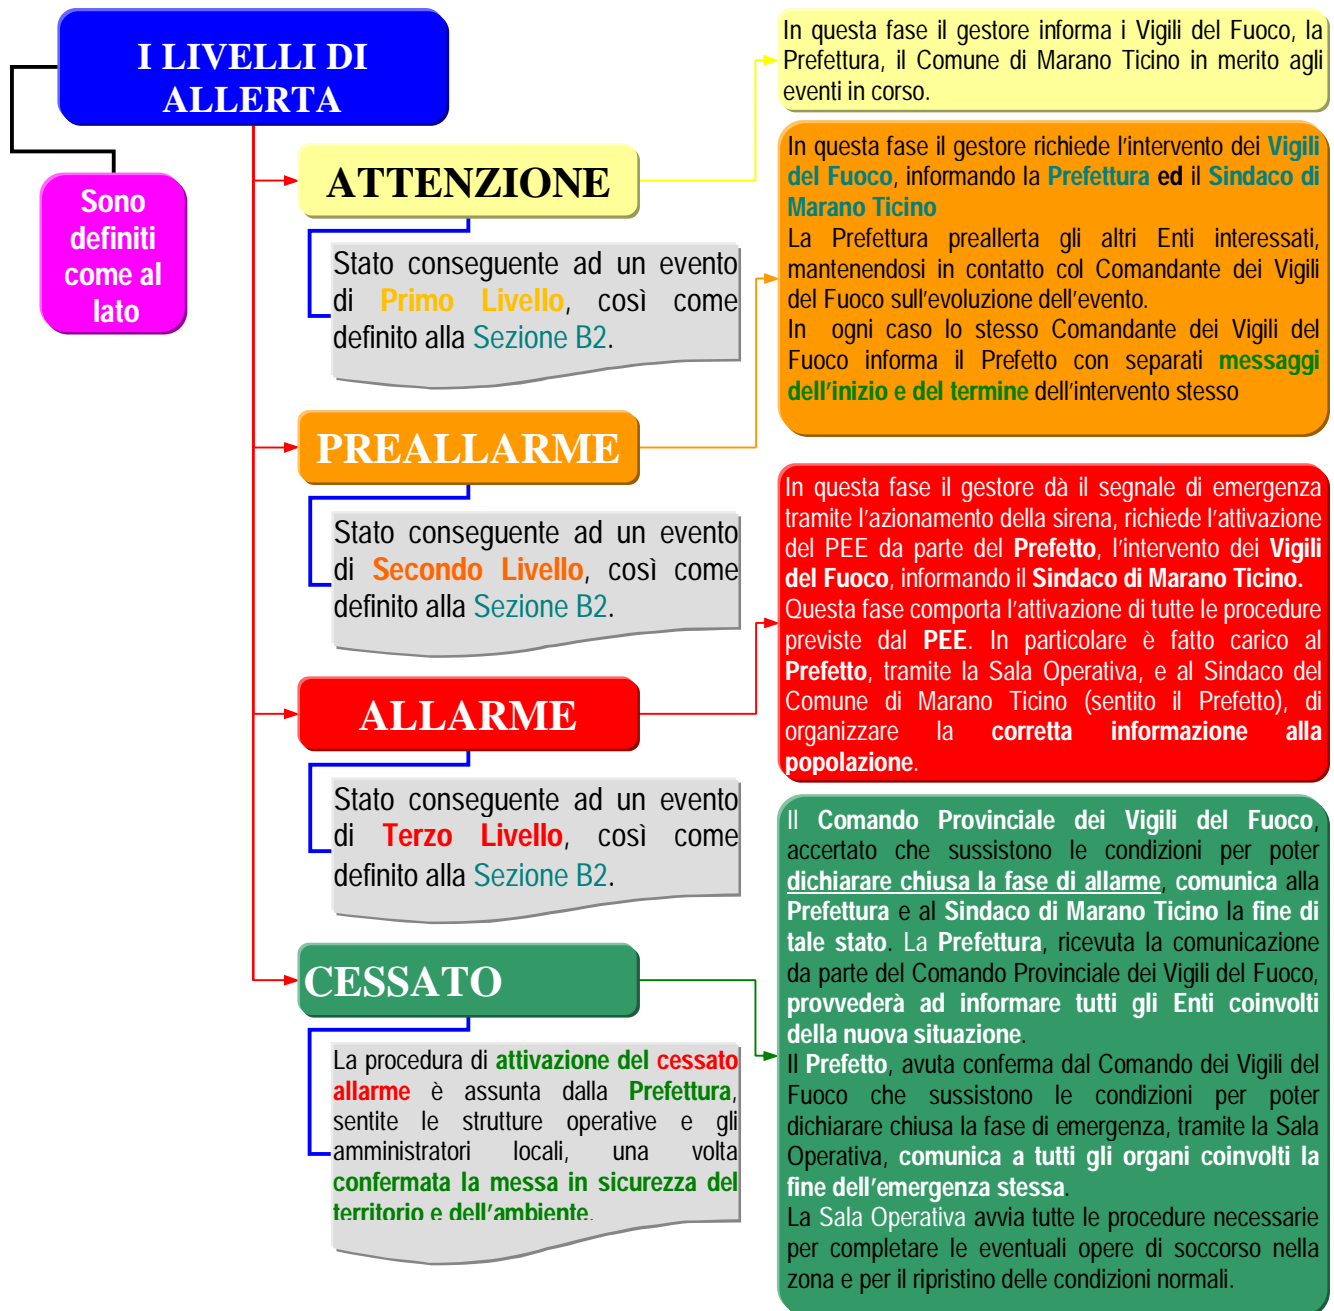 I LIVELLI DI
ALLERTA
Sono
definiti
come al
lato
In questa fase il gestore informa i Vigili del Fuoco, la
Prefettura, il Comune di Marano Ticino in merito agli
eventi in corso.
ATTENZIONE
Stato conseguente ad un evento
di Primo Livello, così come
definito alla Sezione B2.
In questa fase il gestore richiede l'intervento dei Vigili
del Fuoco, informando la Prefettura ed il Sindaco di
Marano Ticino
La Prefettura preallerta gli altri Enti interessati,
mantenendosi in contatto col Comandante dei Vigili
del Fuoco sull'evoluzione dell'evento.
In ogni caso lo stesso Comandante dei Vigili del
Fuoco informa il Prefetto con separati messaggi
dell'inizio e del termine dell'intervento stesso
PREALLARME
Stato conseguente ad un evento
di Secondo Livello, così come
definito alla Sezione B2.
In questa fase il gestore dà il segnale di emergenza
tramite l'azionamento della sirena, richiede l'attivazione
del PEE da parte del Prefetto, l'intervento dei Vigili
del Fuoco, informando il Sindaco di Marano Ticino.
Questa fase comporta l'attivazione di tutte le procedure
previste dal PEE. In particolare è fatto carico al
Prefetto, tramite la Sala Operativa, e al Sindaco del
Comune di Marano Ticino (sentito il Prefetto), di
organizzare la corretta informazione alla
popolazione.
ALLARME
Stato conseguente ad un evento
di Terzo Livello, così come
definito alla Sezione B2.
Il Comando Provinciale dei Vigili del Fuoco,
accertato che sussistono le condizioni per poter
dichiarare chiusa la fase di allarme, comunica alla
Prefettura e al Sindaco di Marano Ticino la fine di
tale stato. La Prefettura, ricevuta la comunicazione
da parte del Comando Provinciale dei Vigili del Fuoco,
provvederà ad informare tutti gli Enti coinvolti
della nuova situazione.
Il Prefetto, avuta conferma dal Comando dei Vigili del
Fuoco che sussistono le condizioni per poter
dichiarare chiusa la fase di emergenza, tramite la Sala
Operativa, comunica a tutti gli organi coinvolti la
fine dell'emergenza stessa.
La Sala Operativa avvia tutte le procedure necessarie
per completare le eventuali opere di soccorso nella
zona e per il ripristino delle condizioni normali.
CESSATO
La procedura di attivazione del cessato
allarme è assunta dalla Prefettura,
sentite le strutture operative e gli
amministratori locali, una volta
confermata la messa in sicurezza del
territorio e dell'ambiente.